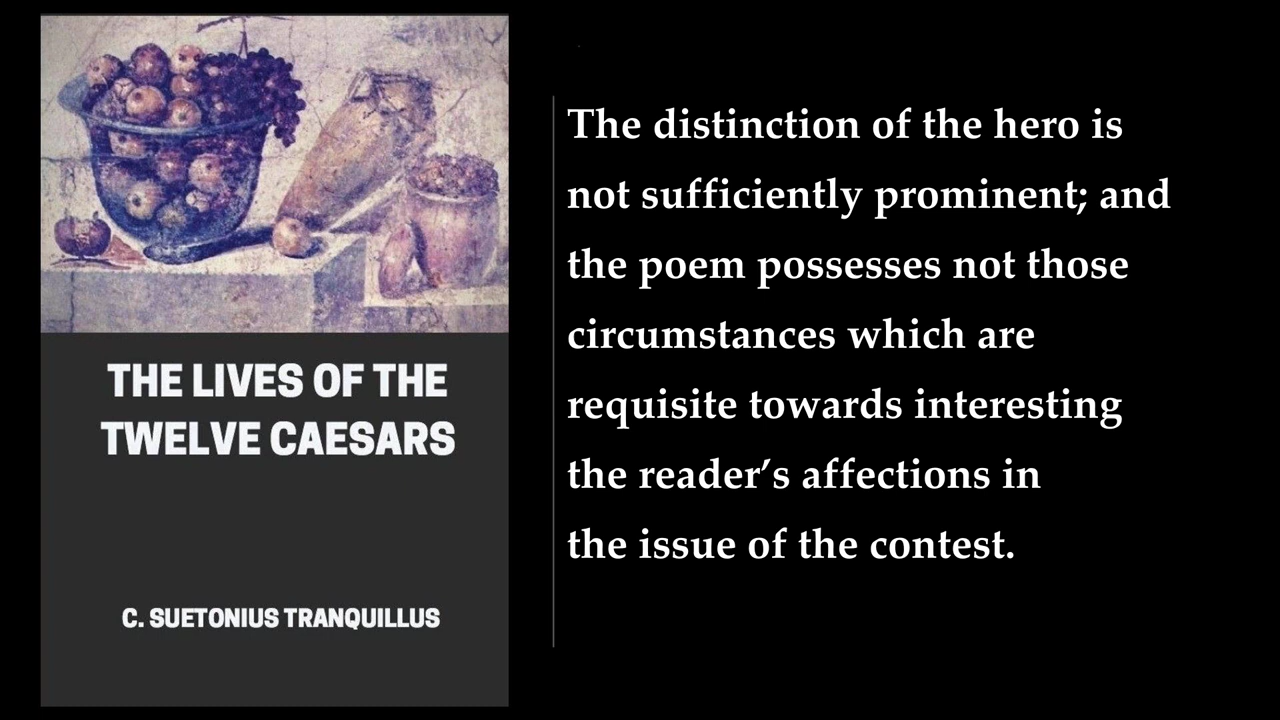 THE LIVES OF THE
TWELVE CAESARS
C. SUETONIUS TRANQUILLUS
The distinction of the hero is
not sufficiently prominent; and
the poem possesses not those
circumstances which are
requisite towards interesting
the reader’s affections in
the issue of the contest.